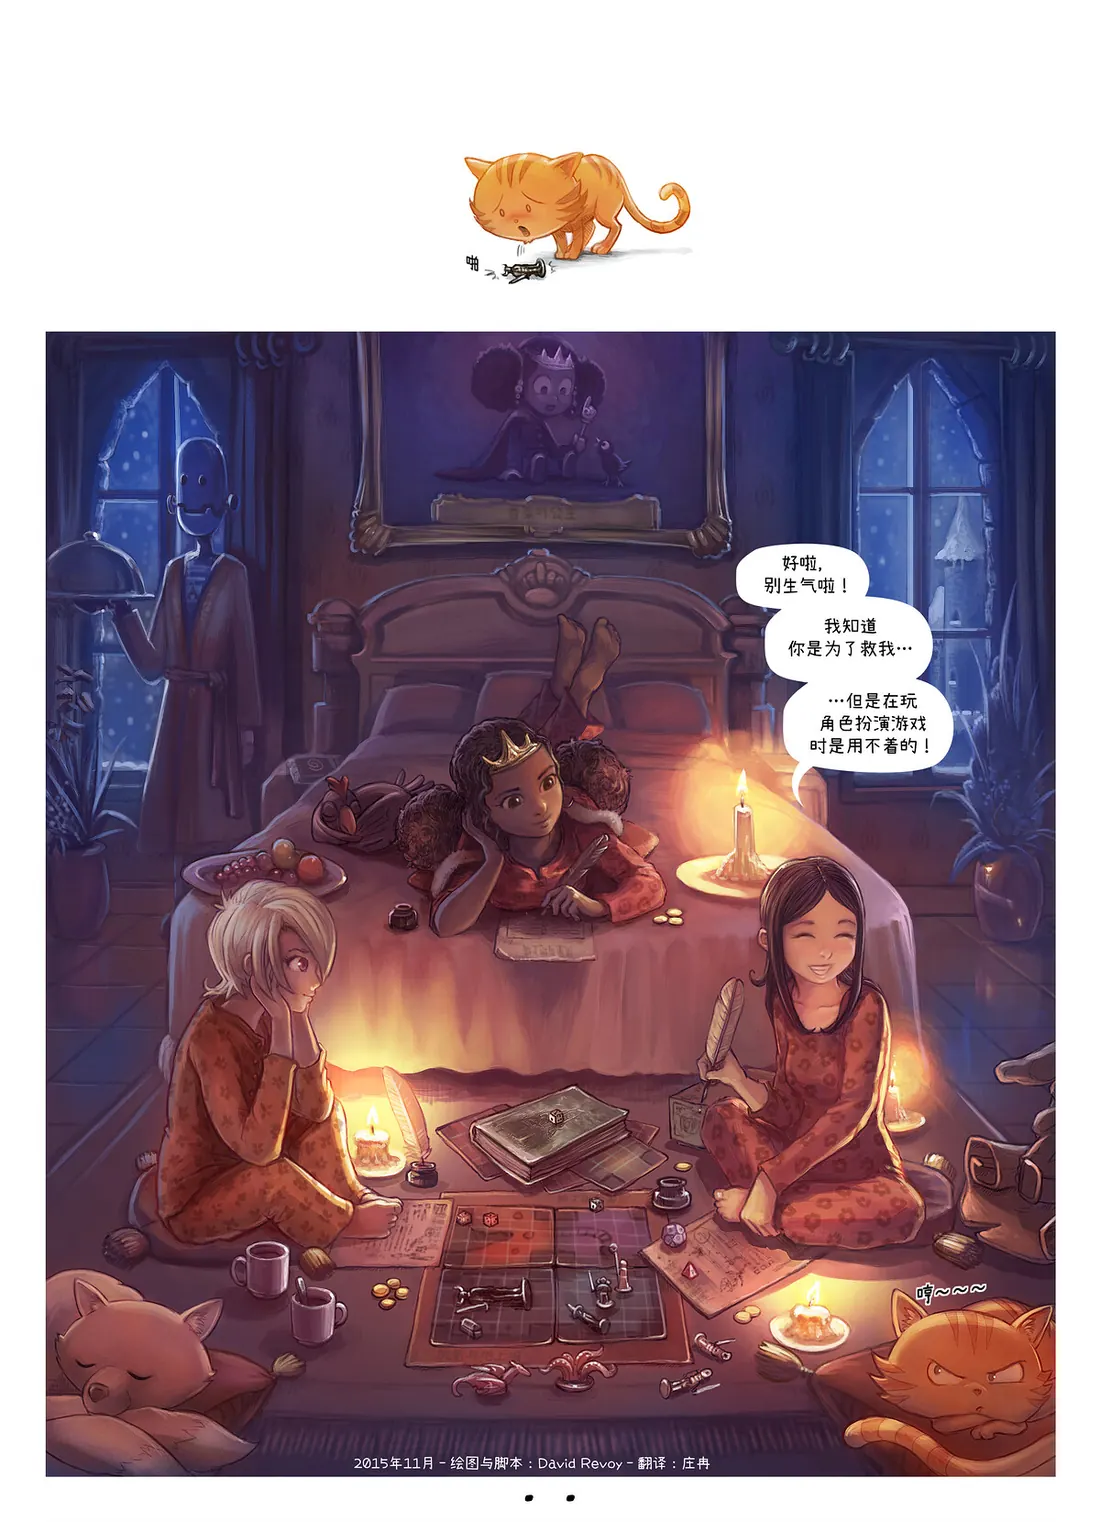 呸
好啦，
别生气啦！
我知道
你是为了救我…
…但是在玩
角色扮演游戏
时是用不着的！
哼~~~~
2015年11月 – 绘图与脚本：David Revoy – 翻译：庄冉